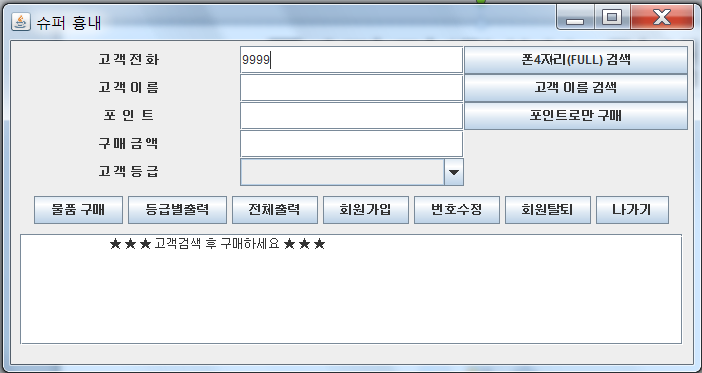 슈퍼 흉내
고 객 전 화 9999 폰4자리(FULL) 검색
고 객 이 름 고객 이름 검색
포 인 트 포인트로만 구매
구 매 금 액
고 객 등 급
물품 구매 등급별출력 전체출력 회원가입 번호수정 회원탈퇴 나가기
★ ★ ★ 고객검색 후 구매하세요 ★ ★ ★